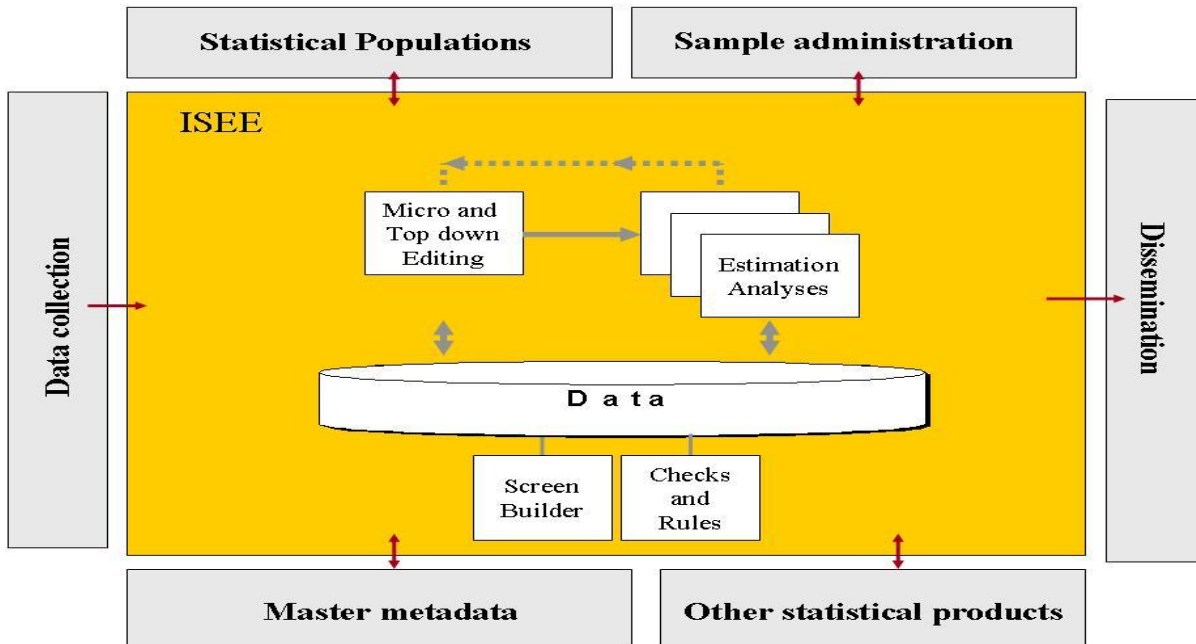 Statistical Populations
Sample administration
ISEE
Data collection
Micro and
Top down
Editing
Estimation
Analyses
Dissemination
Data
Screen
Builder
Checks
and
Rules
Master metadata
Other statistical products